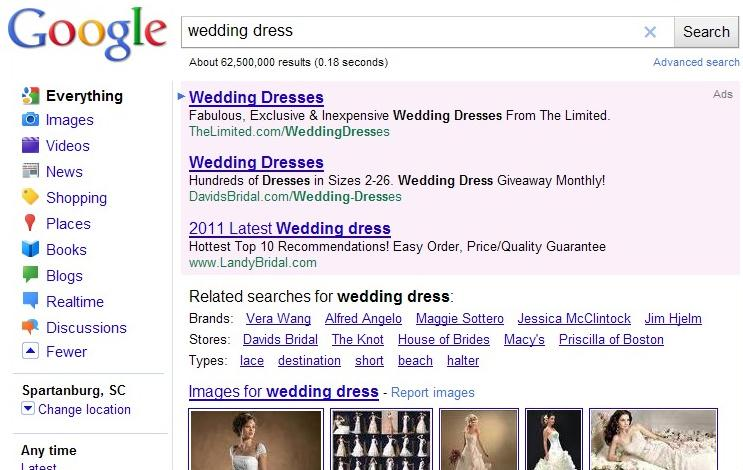 Google
wedding dress
Search
About 62,500,000 results (0.18 seconds)
Advanced search
Everything
Images
Videos
News
Shopping
Places
Books
Blogs
Realtime
Discussions
Fewer
Spartanburg, SC
Change location
Any time
Latest
Ads
Wedding Dresses
Fabulous, Exclusive & Inexpensive Wedding Dresses From The Limited.
TheLimited.com/WeddingDresses
Wedding Dresses
Hundreds of Dresses in Sizes 2-26. Wedding Dress Giveaway Monthly!
DavidsBridal.com/Wedding-Dresses
2011 Latest Wedding dress
Hottest Top 10 Recommendations! Easy Order, Price/Quality Guarantee
www.LandyBridal.com
Related searches for wedding dress:
Brands: Vera Wang Alfred Angelo Maggie Sottero Jessica McClintock Jim Hjelm
Stores: Davids Bridal The Knot House of Brides Macy's Priscilla of Boston
Types: lace destination short beach halter
Images for wedding dress - Report images